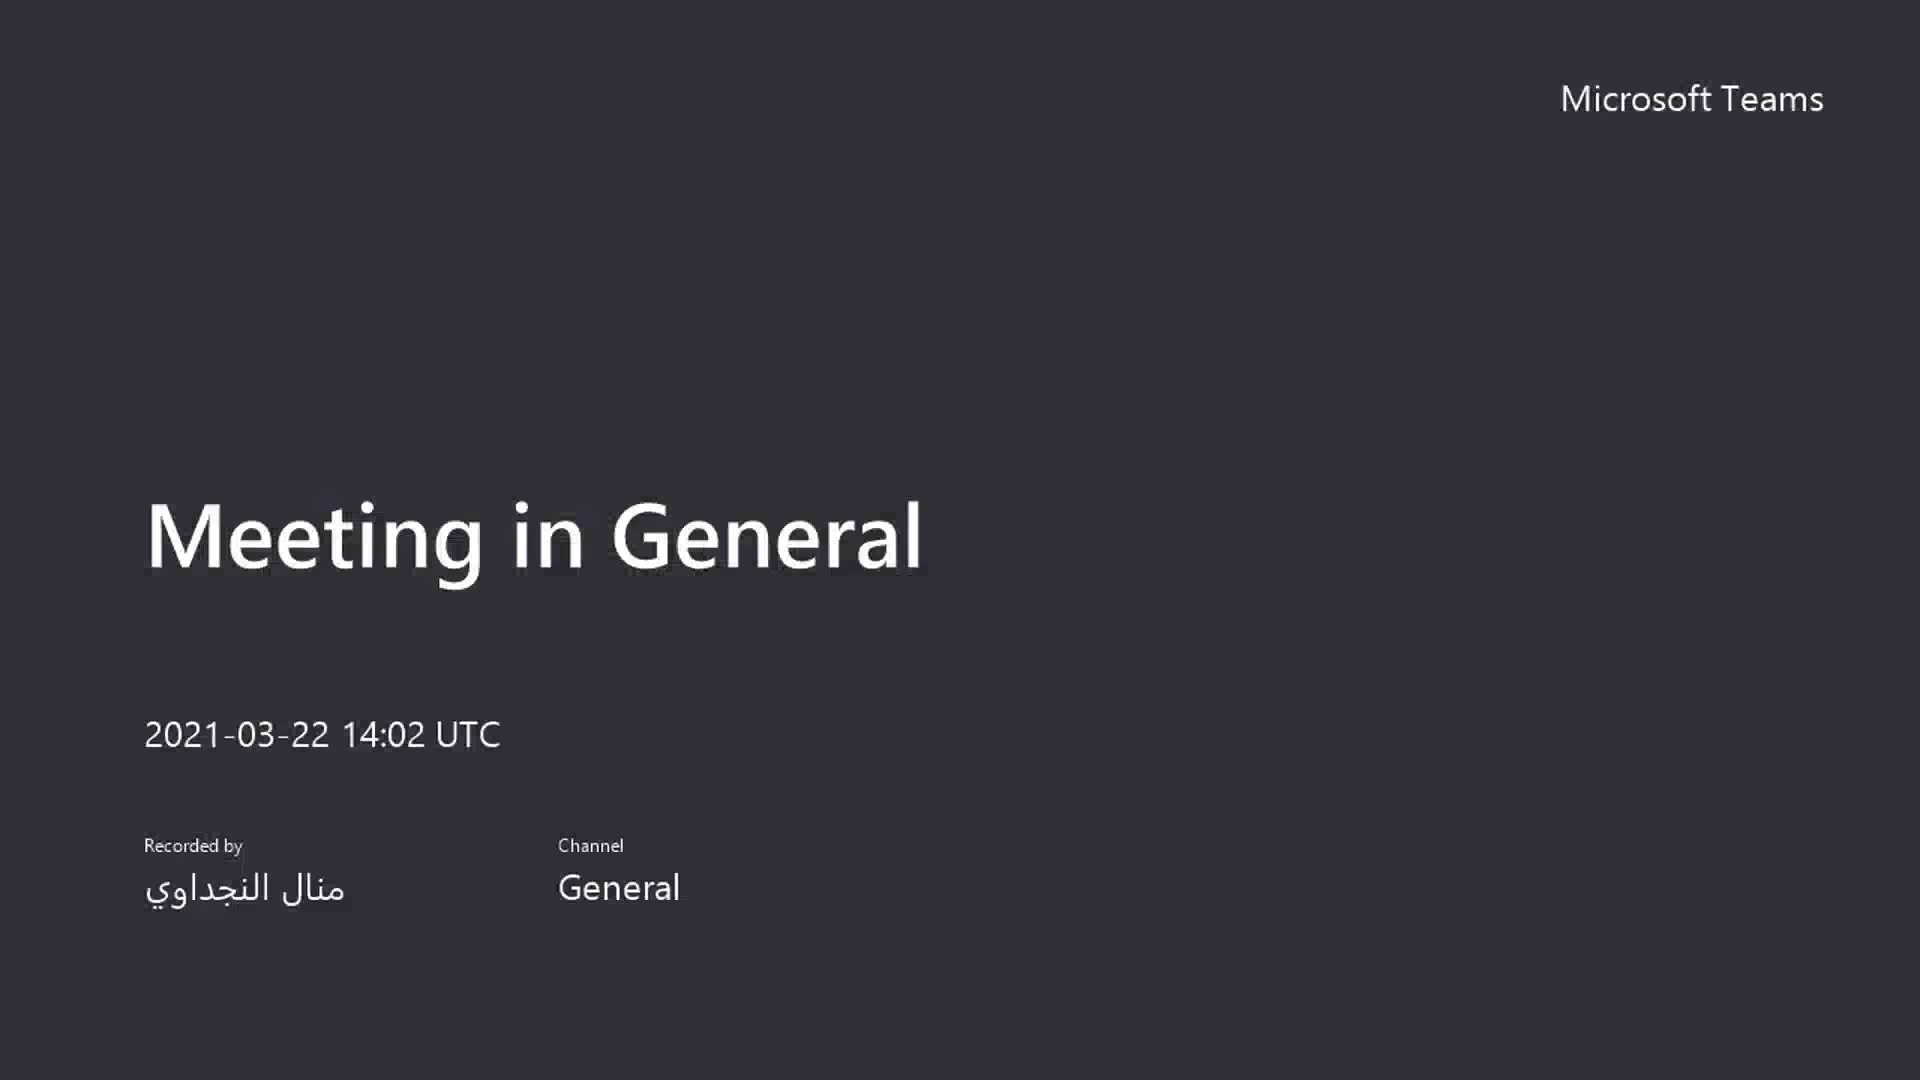 Microsoft Teams
Meeting in General
2021-03-22 14:02 UTC
Recorded by
منال النجداوي
Channel
General